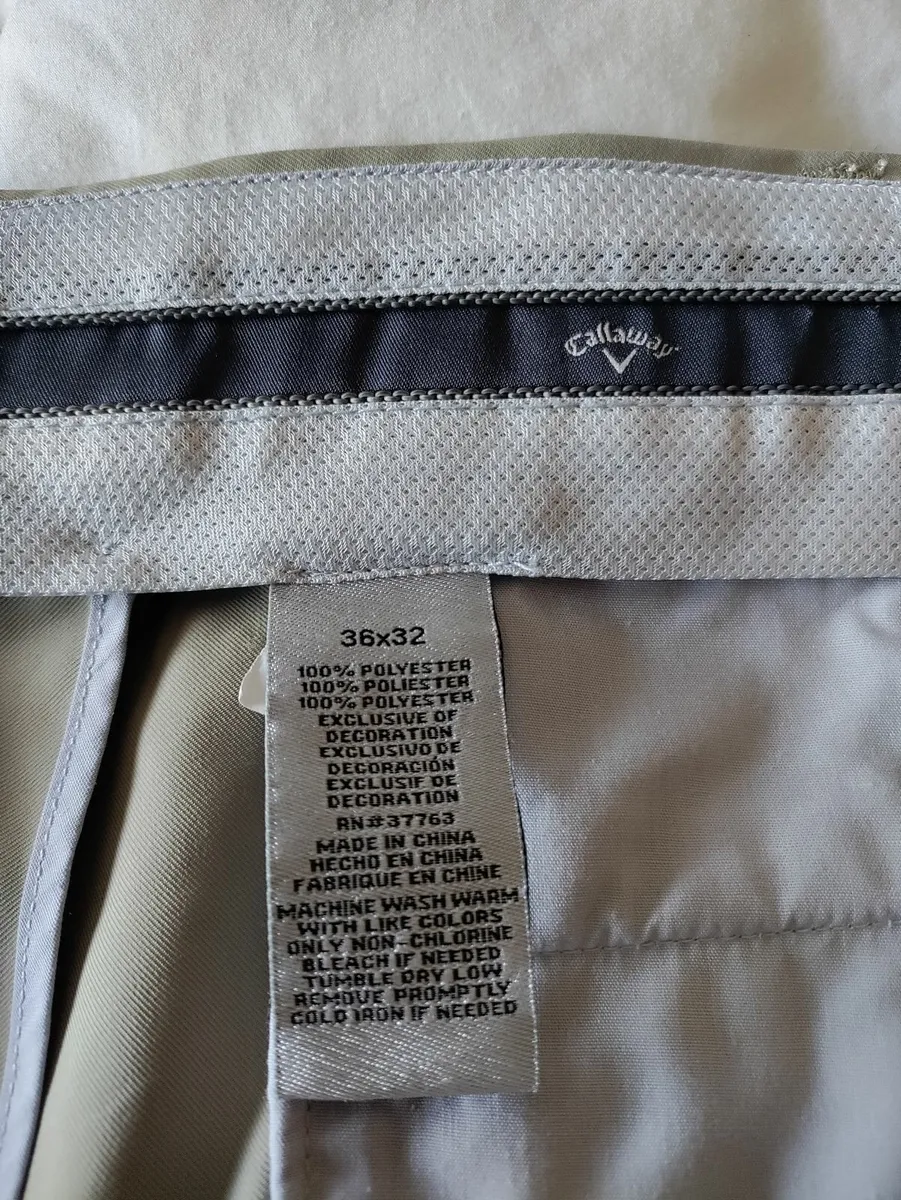 Callaway
36x32
100% POLYESTER
100% POLIESTER
100% POLYESTER
EXCLUSIVE OF
DECORATION
EXCLUSIVO DE
DECORACIÓN
EXCLUSIF DE
DECORATION
RN#37763
MADE IN CHINA
HECHO EN CHINA
FABRIQUE EN CHINE
MACHINE WASH WARM
WITH LIKE COLORS
ONLY NON-CHLORINE
BLEACH IF NEEDED
TUMBLE DRY LOW
REMOVE PROMPTLY
COLD IRON IF NEEDED